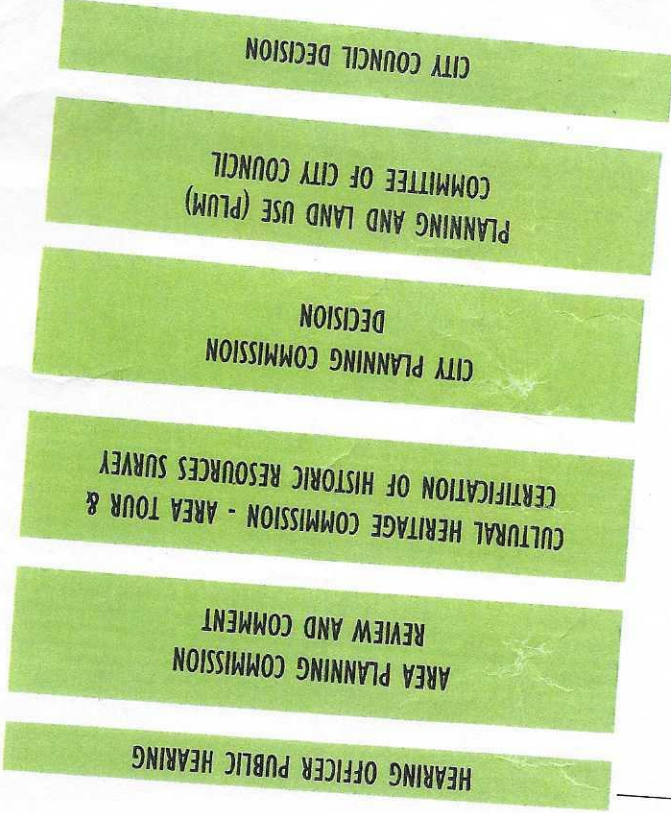 HEARING OFFICER PUBLIC HEARING
AREA PLANNING COMMISSION
REVIEW AND COMMENT
CULTURAL HERITAGE COMMISSION - AREA TOUR &
CERTIFICATION OF HISTORIC RESOURCES SURVEY
CITY PLANNING COMMISSION
DECISION
PLANNING AND LAND USE (PLUM)
COMMITTEE OF CITY COUNCIL
CITY COUNCIL DECISION